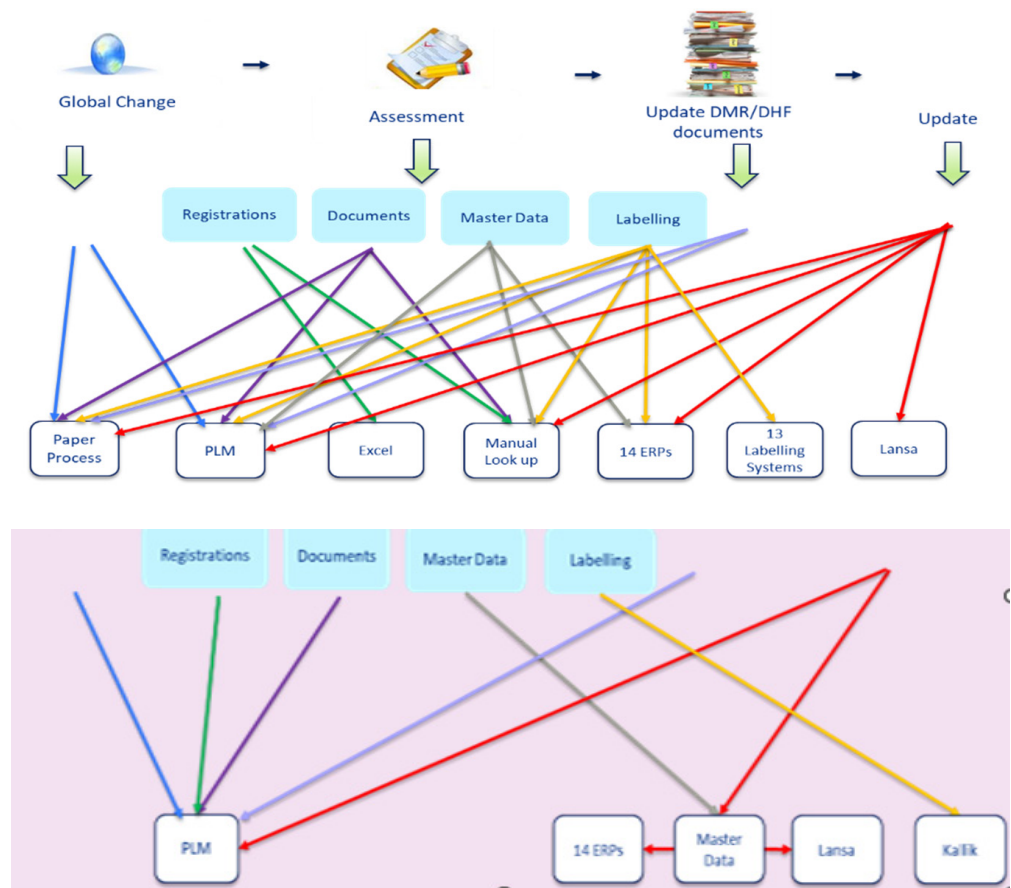 Global Change
Assessment
Update DMR/DHF
documents
Update
Registrations
Documents
Master Data
Labelling
Paper
Process
PLM
Excel
Manual
Look up
14 ERPs
13
Labelling
Systems
Lansa
Registrations
Documents
Master Data
Labelling
PLM
14 ERPs
Master
Data
Lansa
Kallik